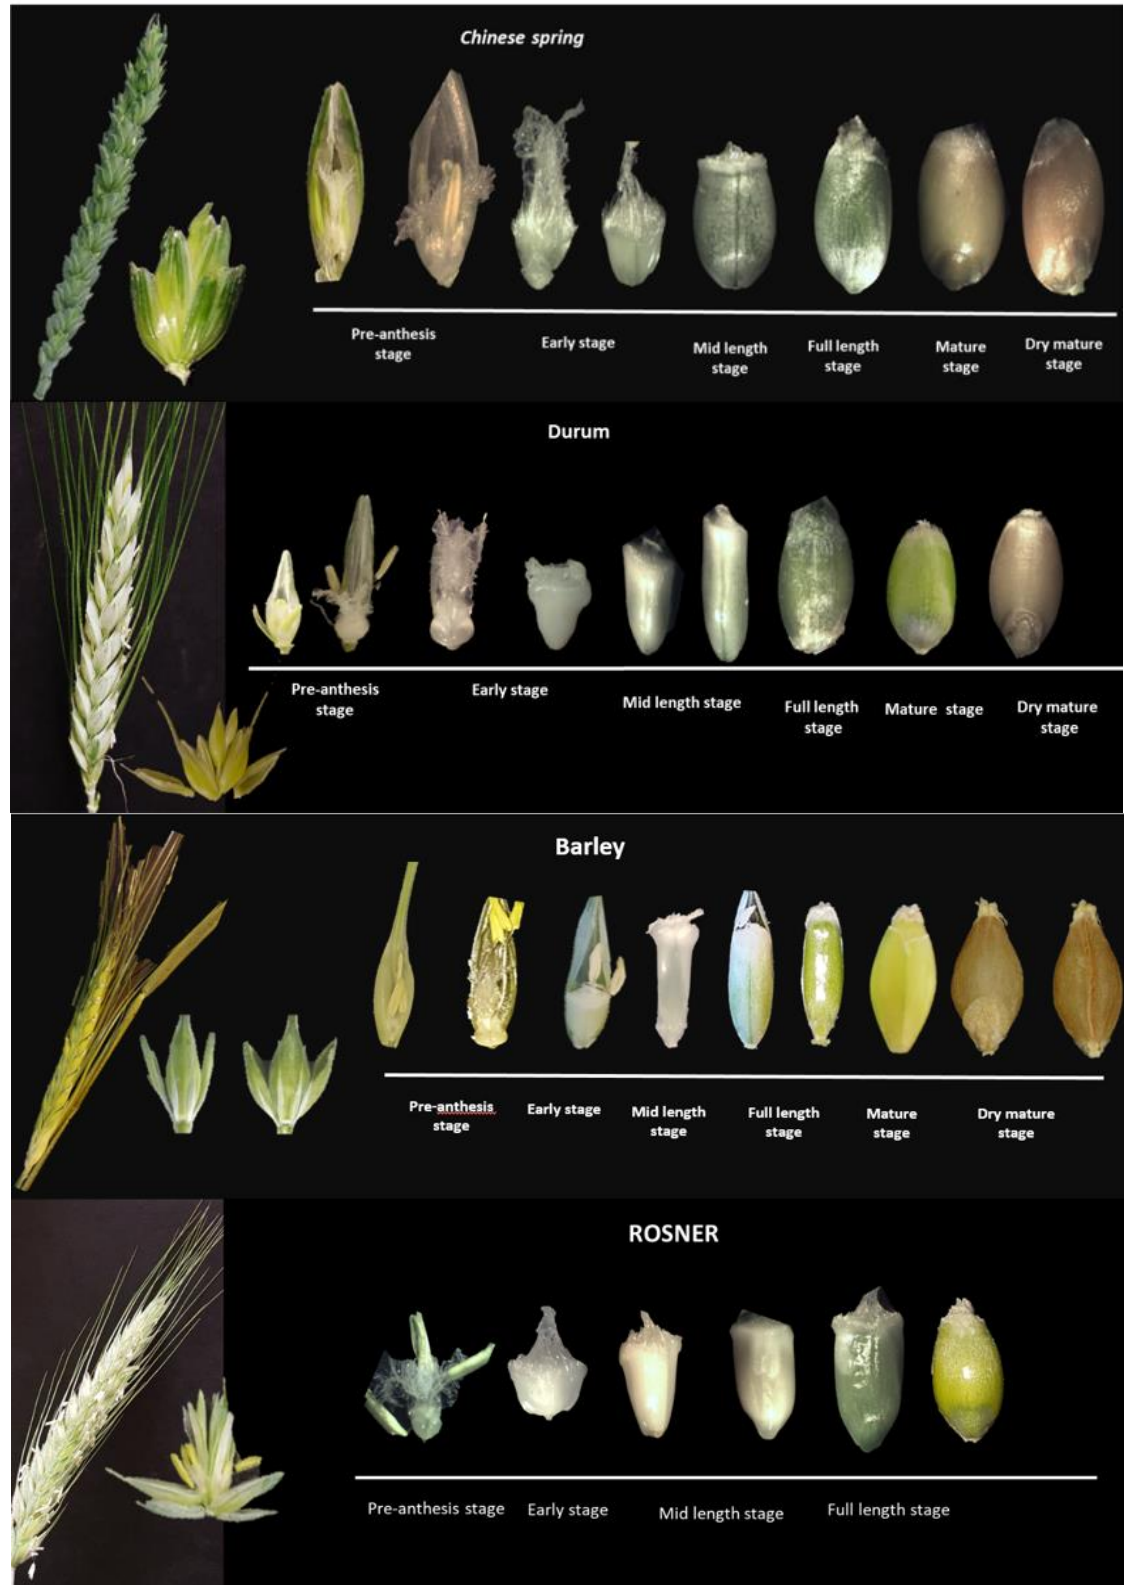 Chinese spring
Pre-anthesis
stage
Early stage
Mid length
stage
Full length
stage
Mature
stage
Dry mature
stage
Durum
Pre-anthesis
stage
Early stage
Mid length stage
Full length
stage
Mature stage
Dry mature
stage
Barley
Pre-anthesis
stage
Early stage
Mid length
stage
Full length
stage
Mature
stage
Dry mature
stage
ROSNER
Pre-anthesis stage
Early stage
Mid length stage
Full length stage